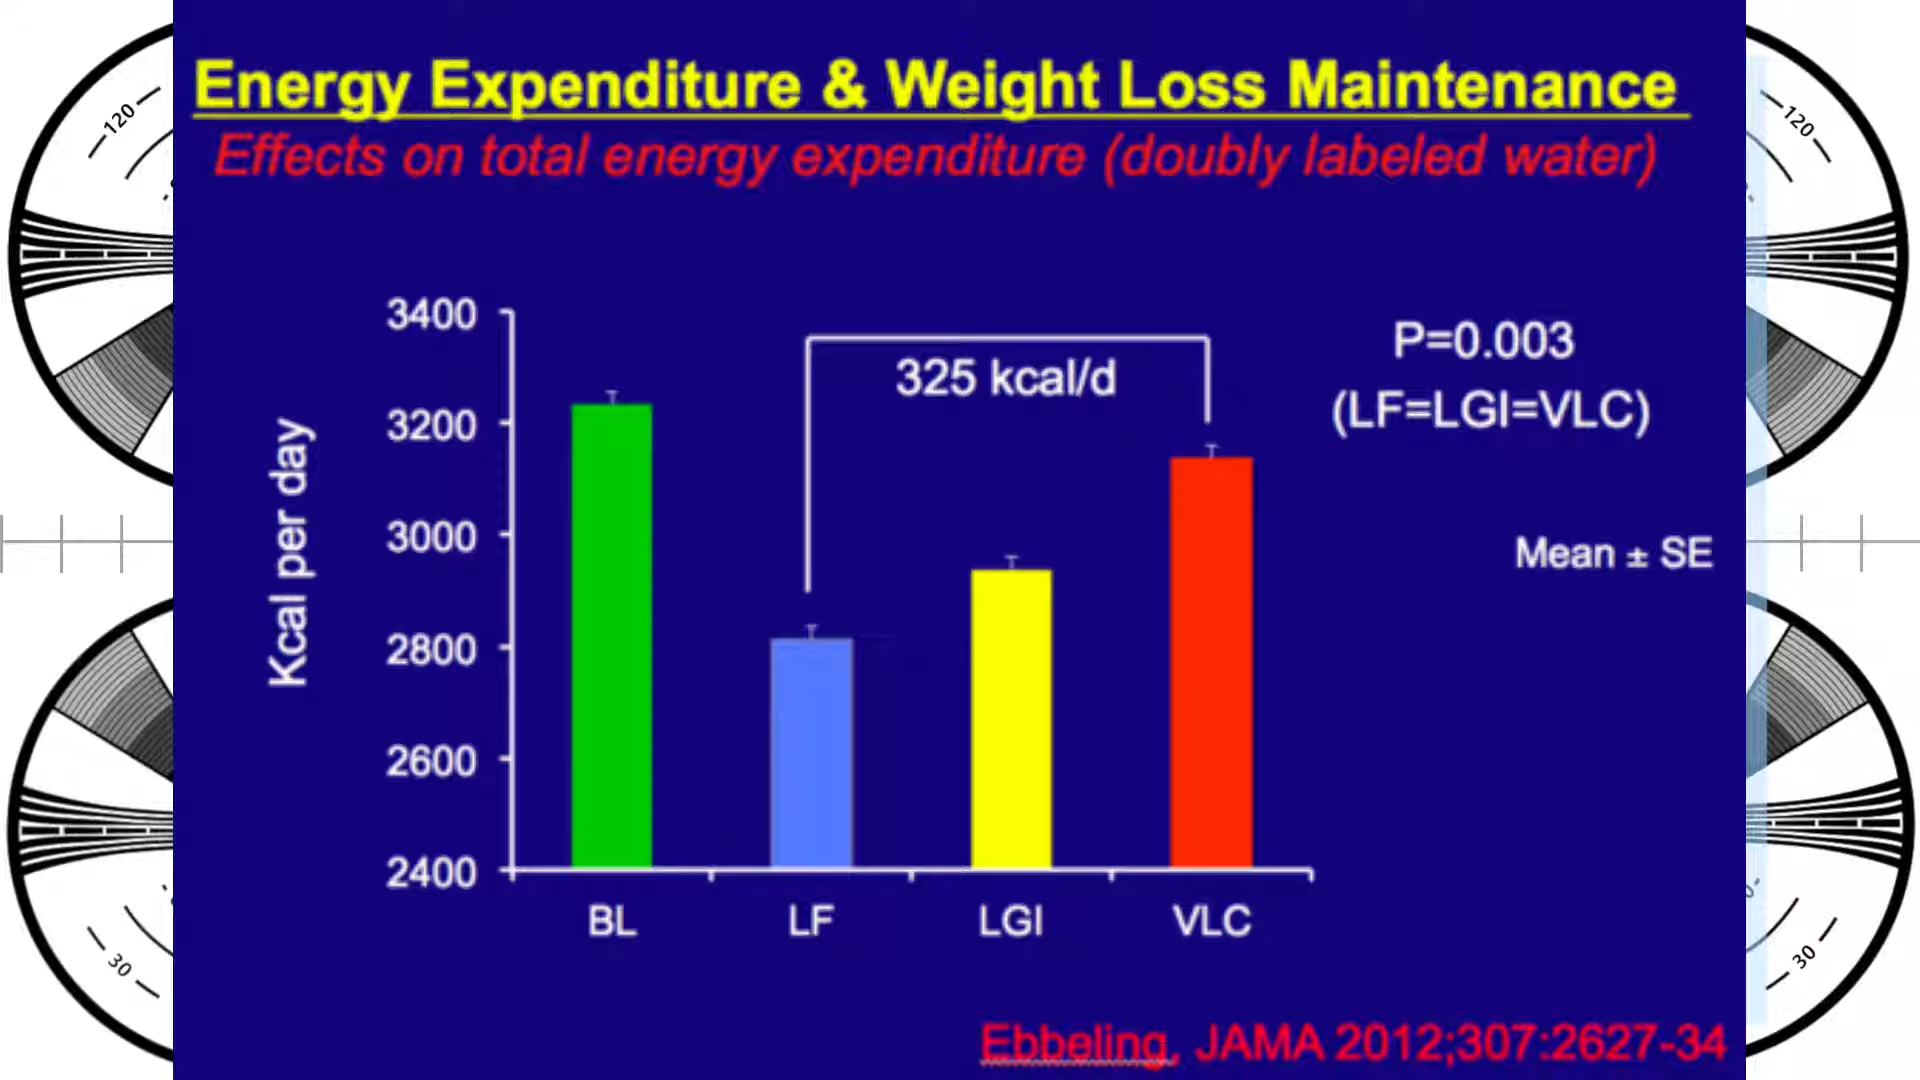 Energy Expenditure & Weight Loss Maintenance
Effects on total energy expenditure (doubly labeled water)
3400
3200
3000
2800
2600
2400
Kcal per day
325 kcal/d
P=0.003
(LF=LGI=VLC)
Mean ± SE
BL LF LGI VLC
Ebbeling, JAMA 2012;307:2627-34
120
120
30
30